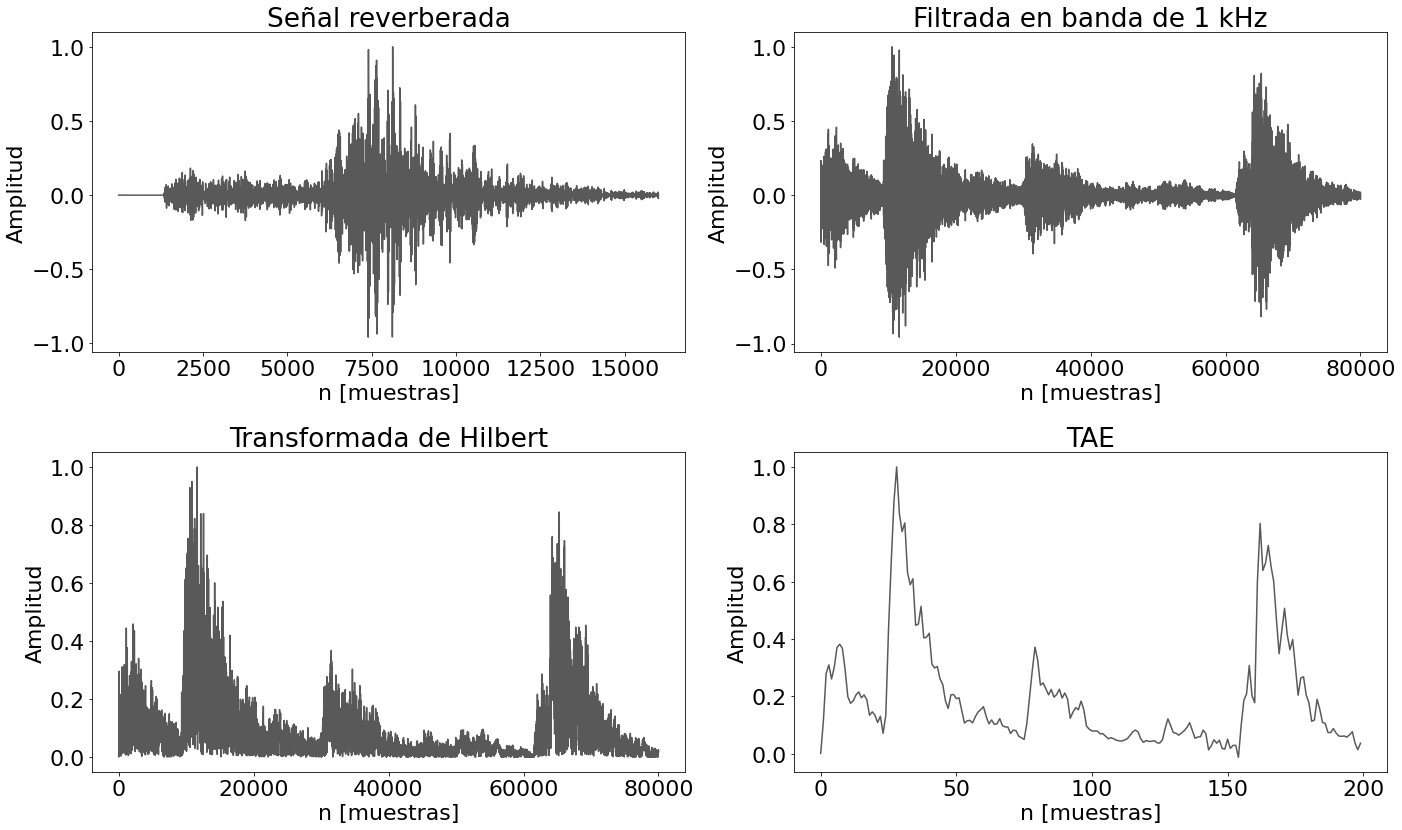 Señal reverberada
Amplitud
1.0
0.5
0.0
−0.5
−1.0
0 2500 5000 7500 10000 12500 15000
n [muestras]
Filtrada en banda de 1 kHz
Amplitud
1.0
0.5
0.0
−0.5
−1.0
0 20000 40000 60000 80000
n [muestras]
Transformada de Hilbert
Amplitud
1.0
0.8
0.6
0.4
0.2
0.0
0 20000 40000 60000 80000
n [muestras]
TAE
Amplitud
1.0
0.8
0.6
0.4
0.2
0.0
0 50 100 150 200
n [muestras]